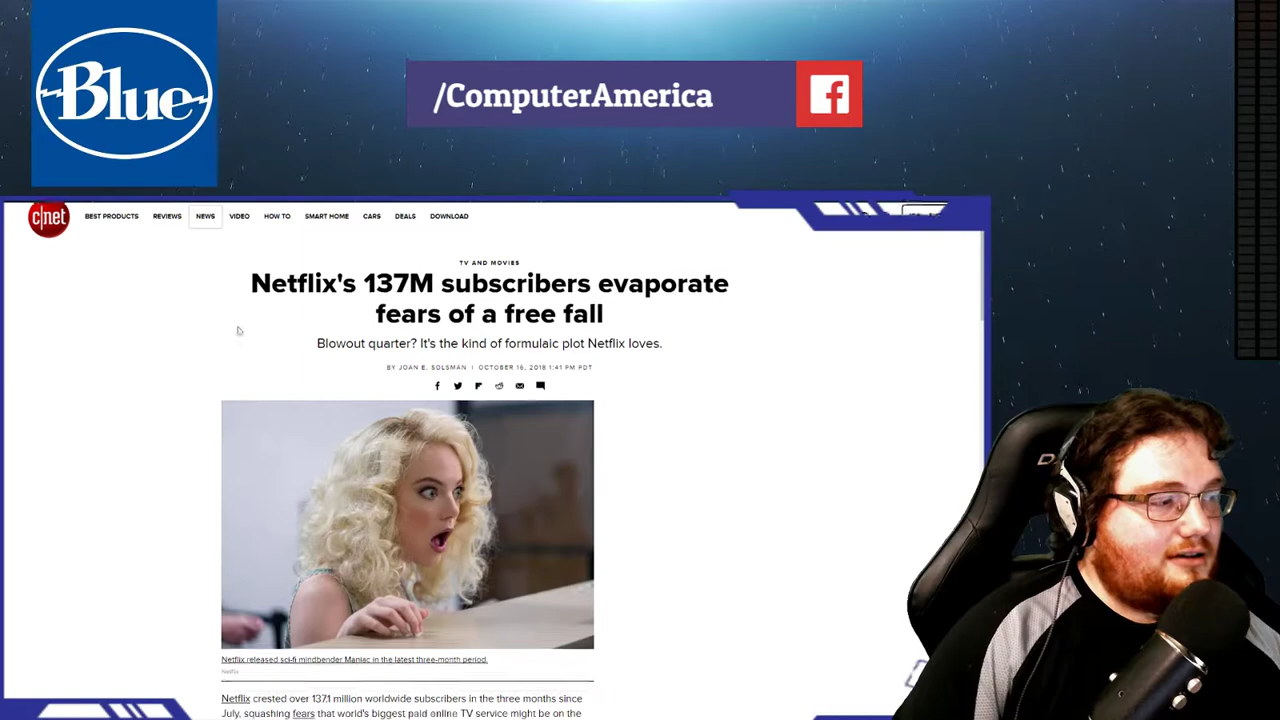 Blue
/ComputerAmerica
c|net
BEST PRODUCTS REVIEWS NEWS VIDEO HOW TO SMART HOME CARS DEALS DOWNLOAD
TV AND MOVIES
Netflix's 137M subscribers evaporate
fears of a free fall
Blowout quarter? It's the kind of formulaic plot Netflix loves.
BY JOAN E. SOLSMAN | OCTOBER 16, 2018 1:41 PM PDT
Netflix released sci-fi mindbender Maniac in the latest three-month period.
Netflix
Netflix crested over 137.1 million worldwide subscribers in the three months since
July, squashing fears that world's biggest paid online TV service might be on the